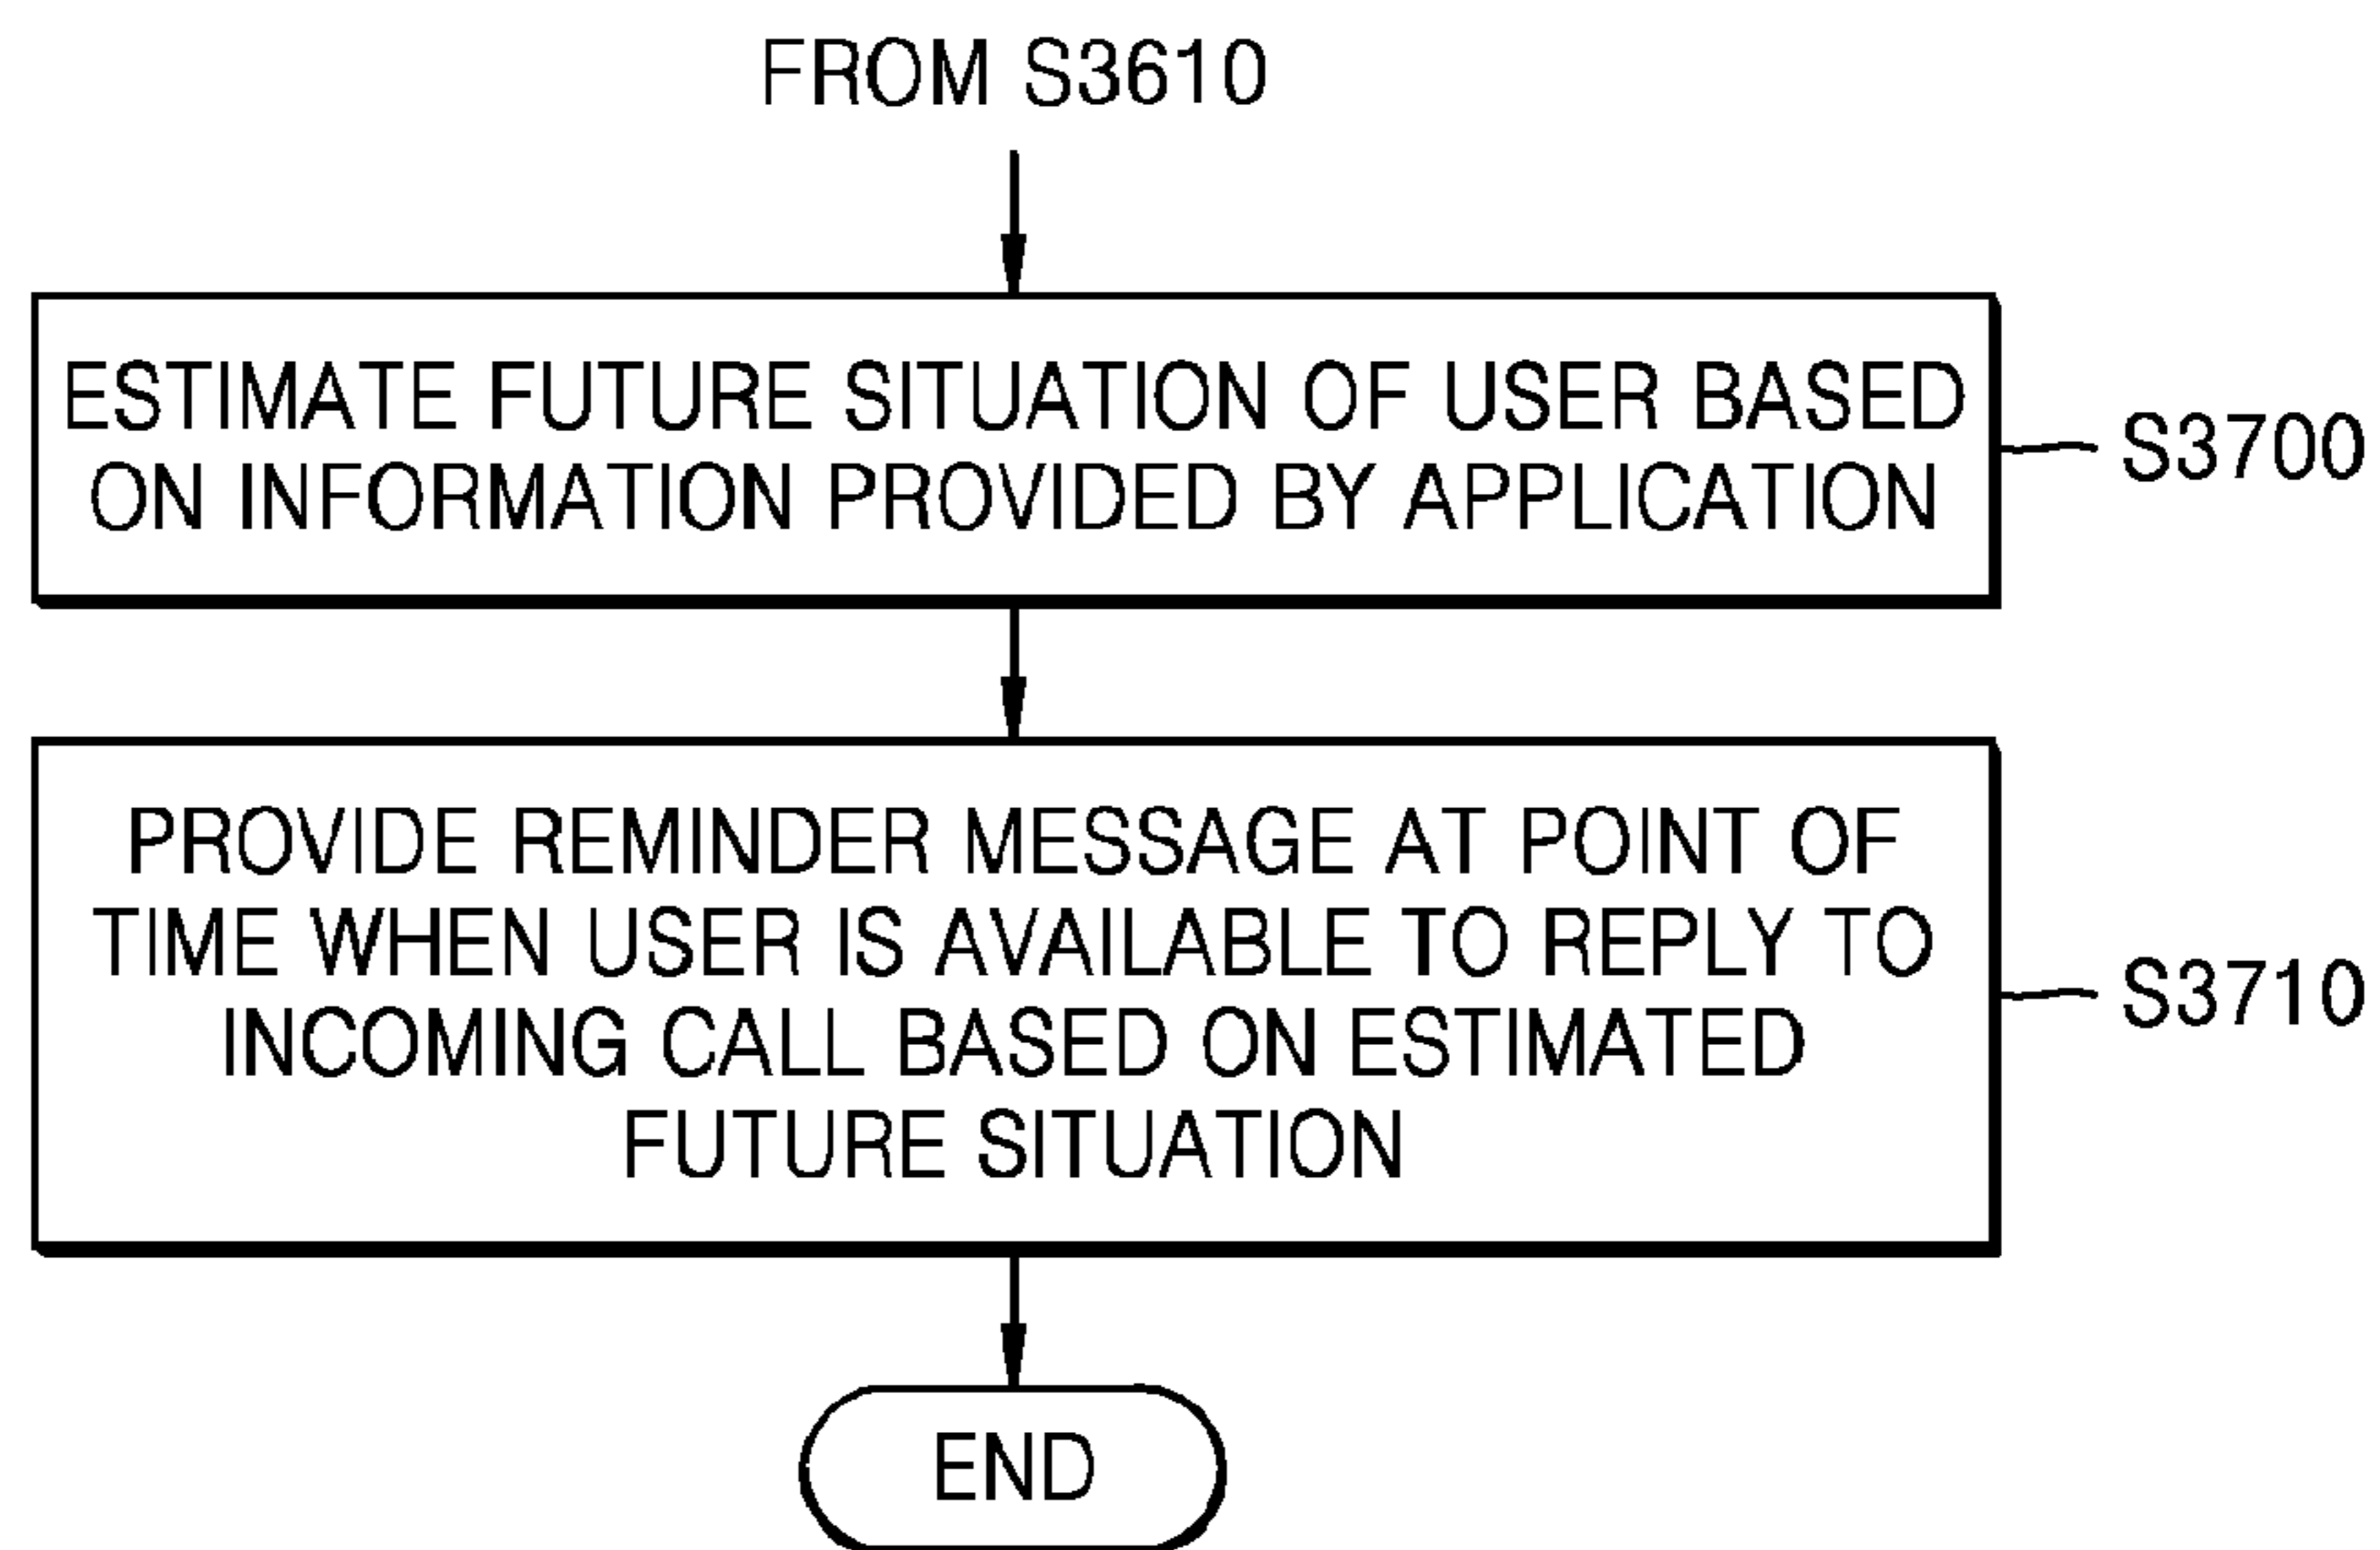 FROM S3610
ESTIMATE FUTURE SITUATION OF USER BASED
ON INFORMATION PROVIDED BY APPLICATION
S3700
PROVIDE REMINDER MESSAGE AT POINT OF
TIME WHEN USER IS AVAILABLE TO REPLY TO
INCOMING CALL BASED ON ESTIMATED
FUTURE SITUATION
S3710
END